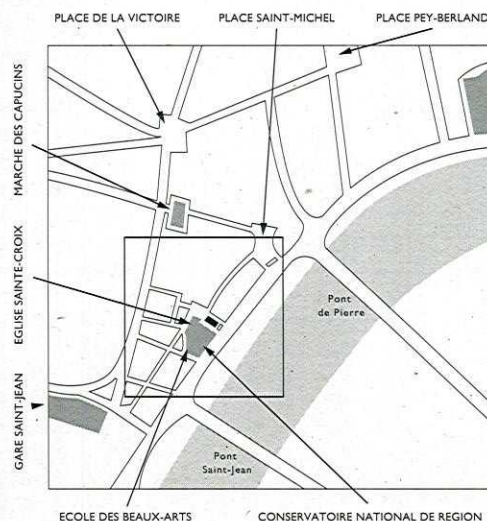 PLACE DE LA VICTOIRE
PLACE SAINT-MICHEL
PLACE PEY-BERLAND
MARCHE DES CAPUCINS
EGLISE SAINTE-CROIX
GARE SAINT-JEAN
Pont
de Pierre
Pont
Saint-Jean
ECOLE DES BEAUX-ARTS
CONSERVATOIRE NATIONAL DE REGION